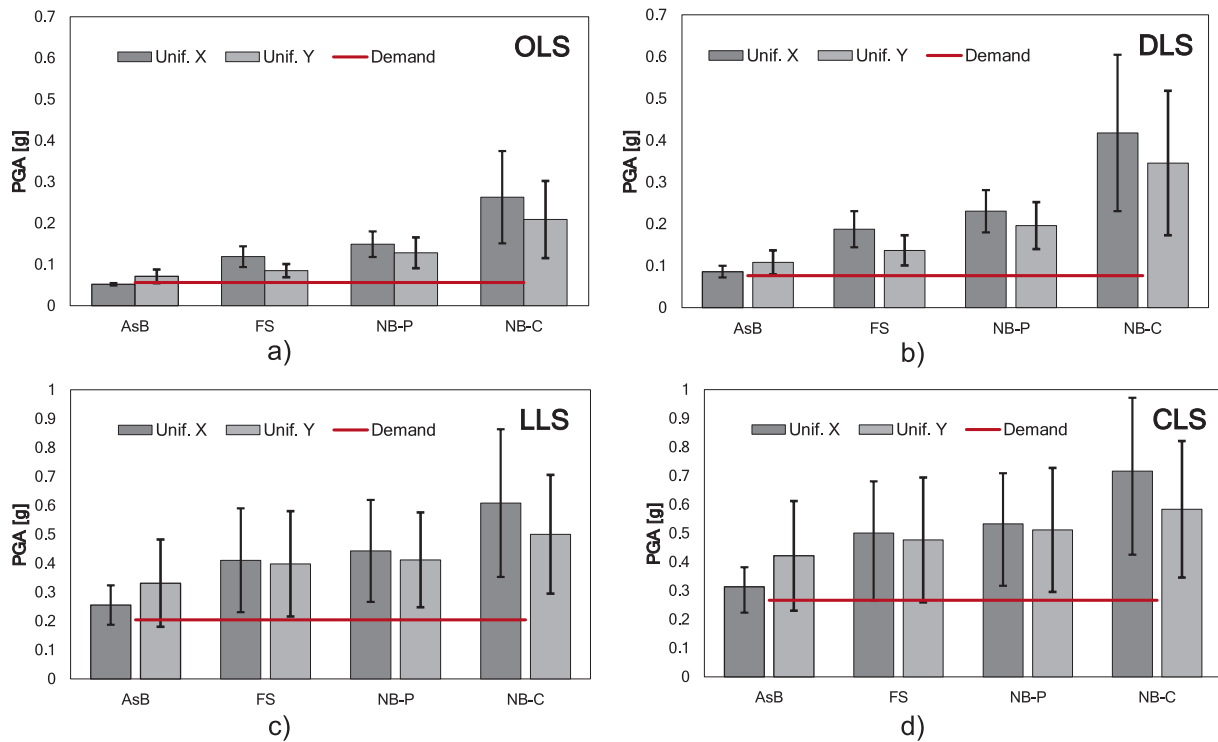 0.7
0.6
0.5
0.4
0.3
0.2
0.1
0
PGA [g]
Unif. X Unif. Y Demand
OLS
AsB FS NB-P NB-C
a)
0.7
0.6
0.5
0.4
0.3
0.2
0.1
0
PGA [g]
Unif. X Unif. Y Demand
DLS
AsB FS NB-P NB-C
b)
1
0.9
0.8
0.7
0.6
0.5
0.4
0.3
0.2
0.1
0
PGA [g]
Unif. X Unif. Y Demand
LLS
AsB FS NB-P NB-C
c)
1
0.9
0.8
0.7
0.6
0.5
0.4
0.3
0.2
0.1
0
PGA [g]
Unif. X Unif. Y Demand
CLS
AsB FS NB-P NB-C
d)